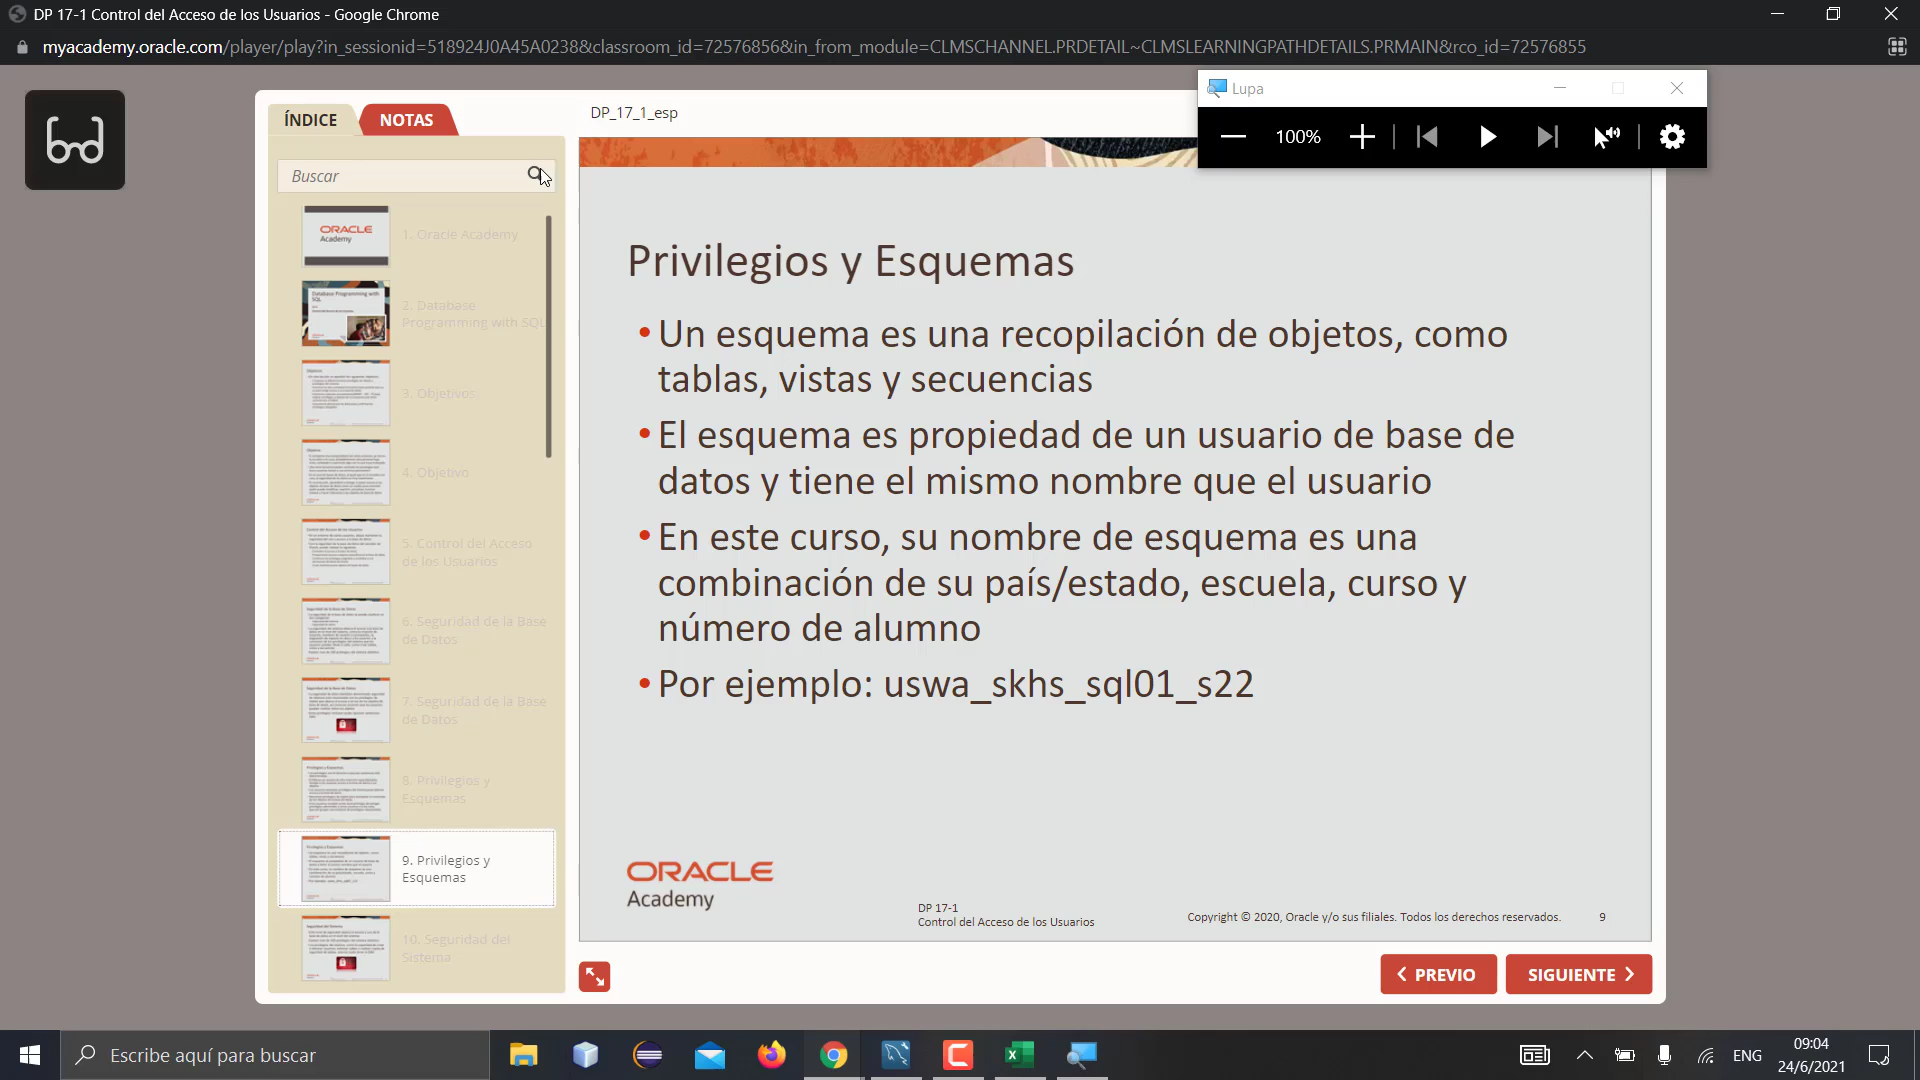 DP 17-1 Control del Acceso de los Usuarios - Google Chrome
myacademy.oracle.com/player/play?in_sessionid=518924J0A45A0238&classroom_id=72576856&in_from_module=CLMSCHANNEL.PRDETAIL~CLMSLEARNINGPATHDETAILS.PRMAIN&rco_id=72576855
Lupa
100%
ÍNDICE
NOTAS
DP_17_1_esp
Buscar
ORACLE
Academy
1. Oracle Academy
Database Programming with
SQL
2. Database
Programming with SQL
3. Objetivos
4. Objetivo
5. Control del Acceso
de los Usuarios
6. Seguridad de la Base
de Datos
7. Seguridad de la Base
de Datos
8. Privilegios y
Esquemas
9. Privilegios y
Esquemas
10. Seguridad del
Sistema
Privilegios y Esquemas
•Un esquema es una recopilación de objetos, como
tablas, vistas y secuencias
•El esquema es propiedad de un usuario de base de
datos y tiene el mismo nombre que el usuario
•En este curso, su nombre de esquema es una
combinación de su país/estado, escuela, curso y
número de alumno
•Por ejemplo: uswa_skhs_sql01_s22
ORACLE
Academy
DP 17-1
Control del Acceso de los Usuarios
Copyright © 2020, Oracle y/o sus filiales. Todos los derechos reservados.
9
PREVIO
SIGUIENTE
Escribe aquí para buscar
ENG
09:04
24/6/2021